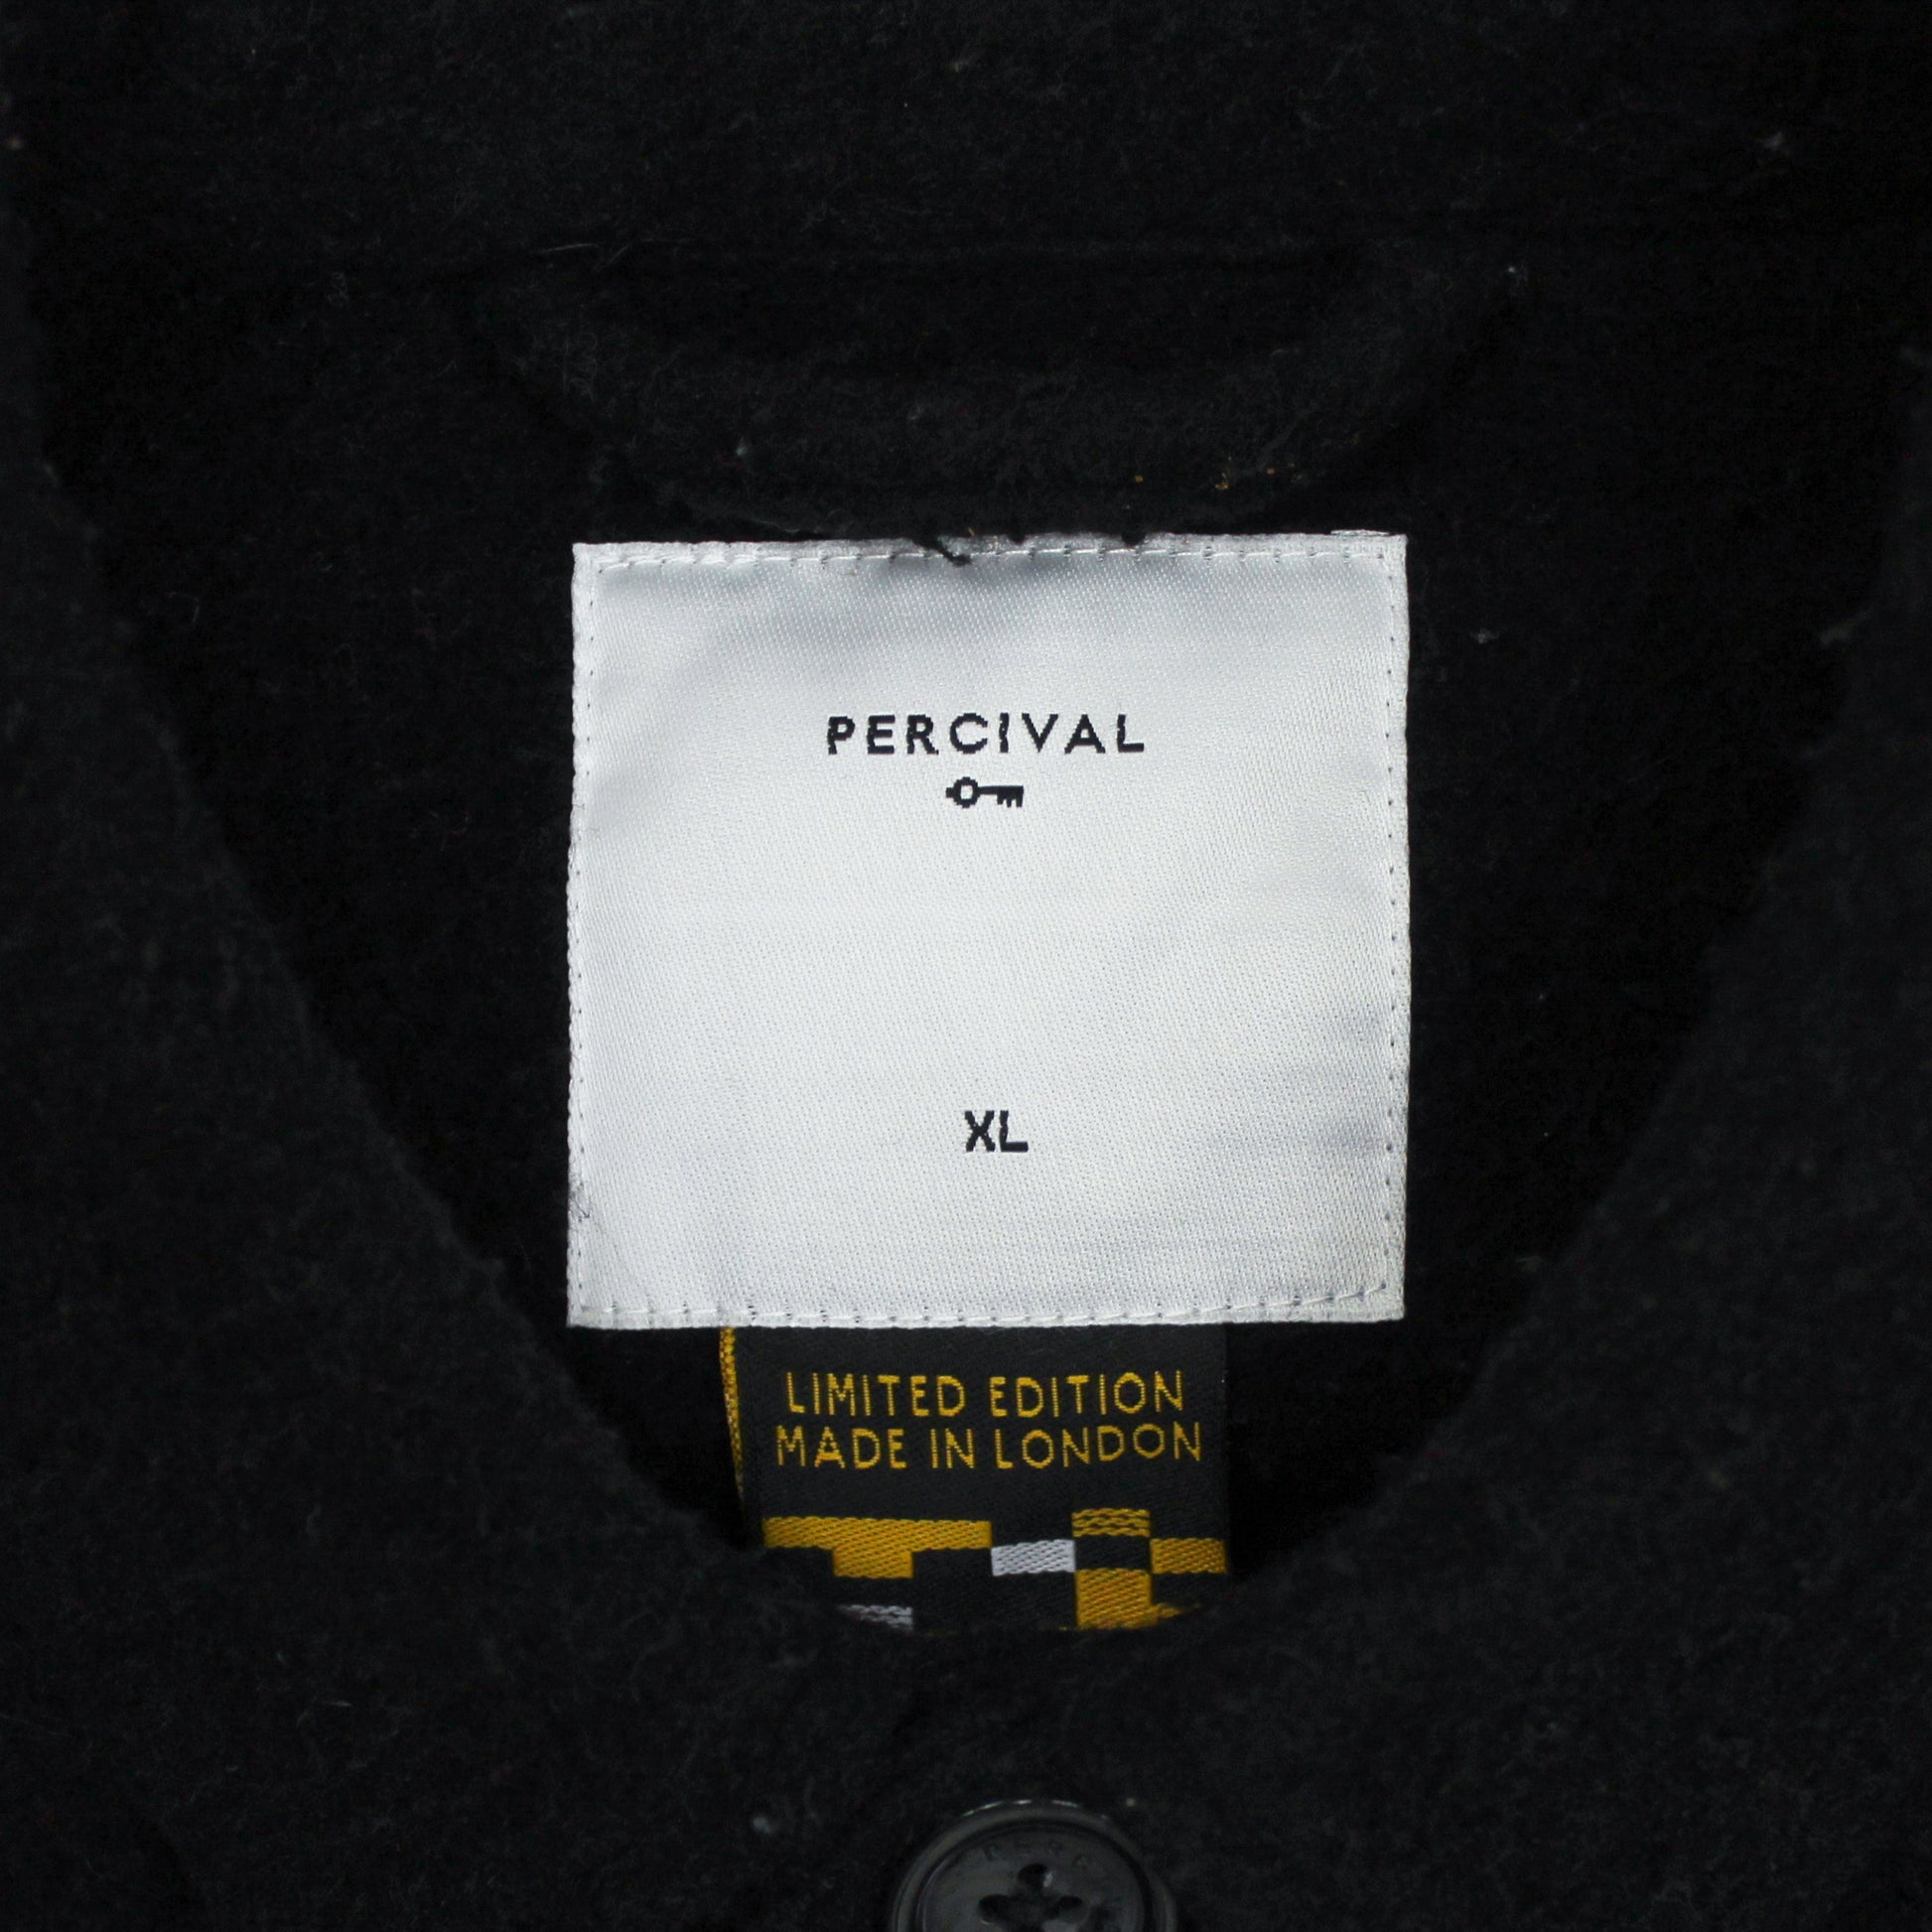 PERCIVAL
XL
LIMITED EDITION
MADE IN LONDON